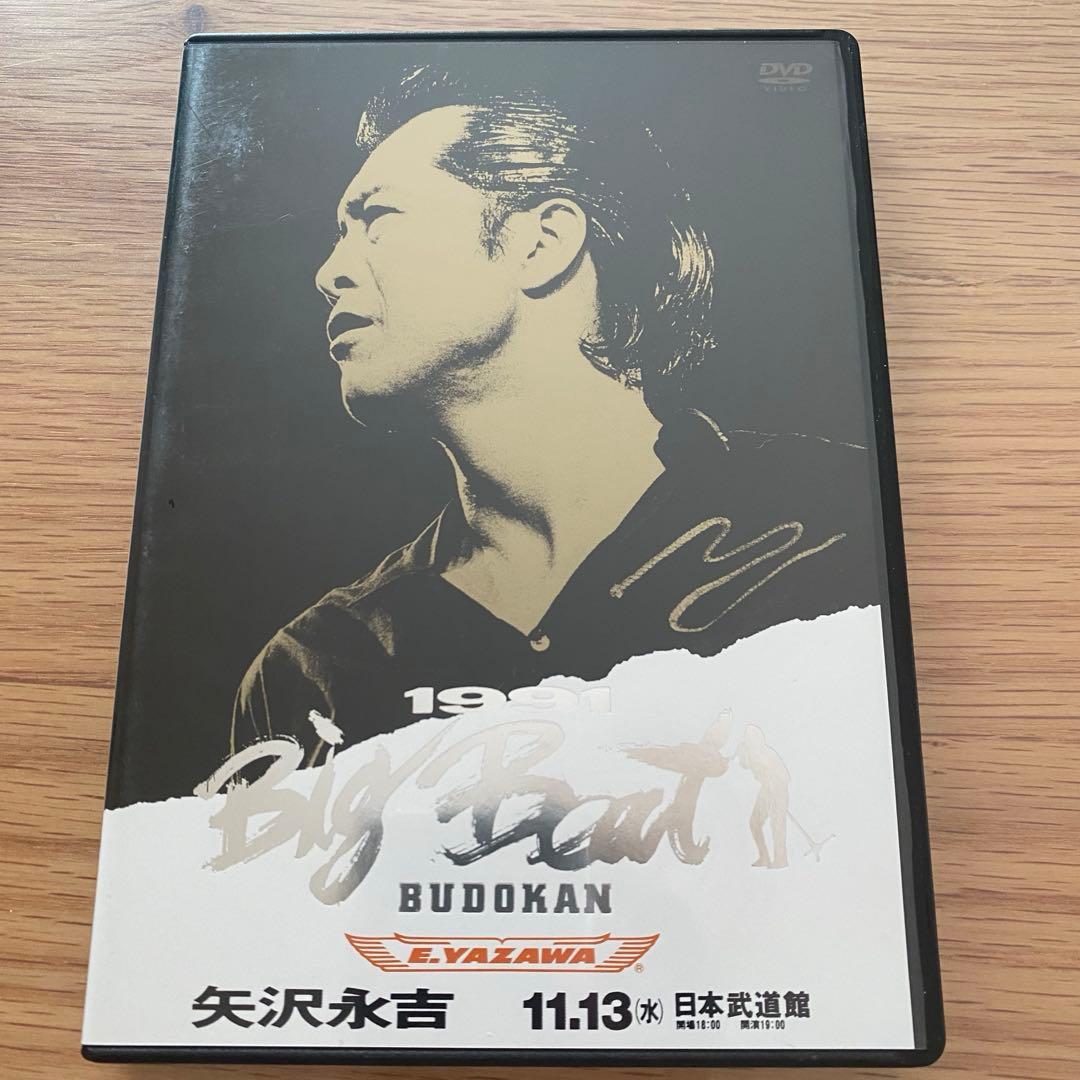 DVD
VIDEO
1991
Big Beat
BUDOKAN
E.YAZAWA ®
矢沢永吉 11.13(水) 日本武道館
開場18:00 開演19:00